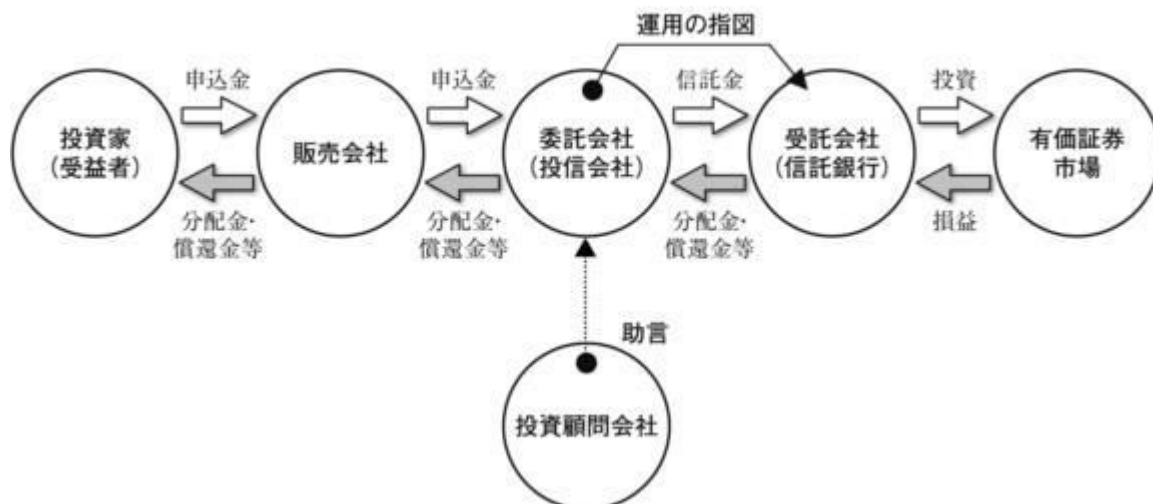 運用の指図
申込金
申込金
信託金
投資
投資家
(受益者)
販売会社
委託会社
(投信会社)
受託会社
(信託銀行)
有価証券
市場
分配金・
償還金等
分配金・
償還金等
分配金・
償還金等
損益
助言
投資顧問会社